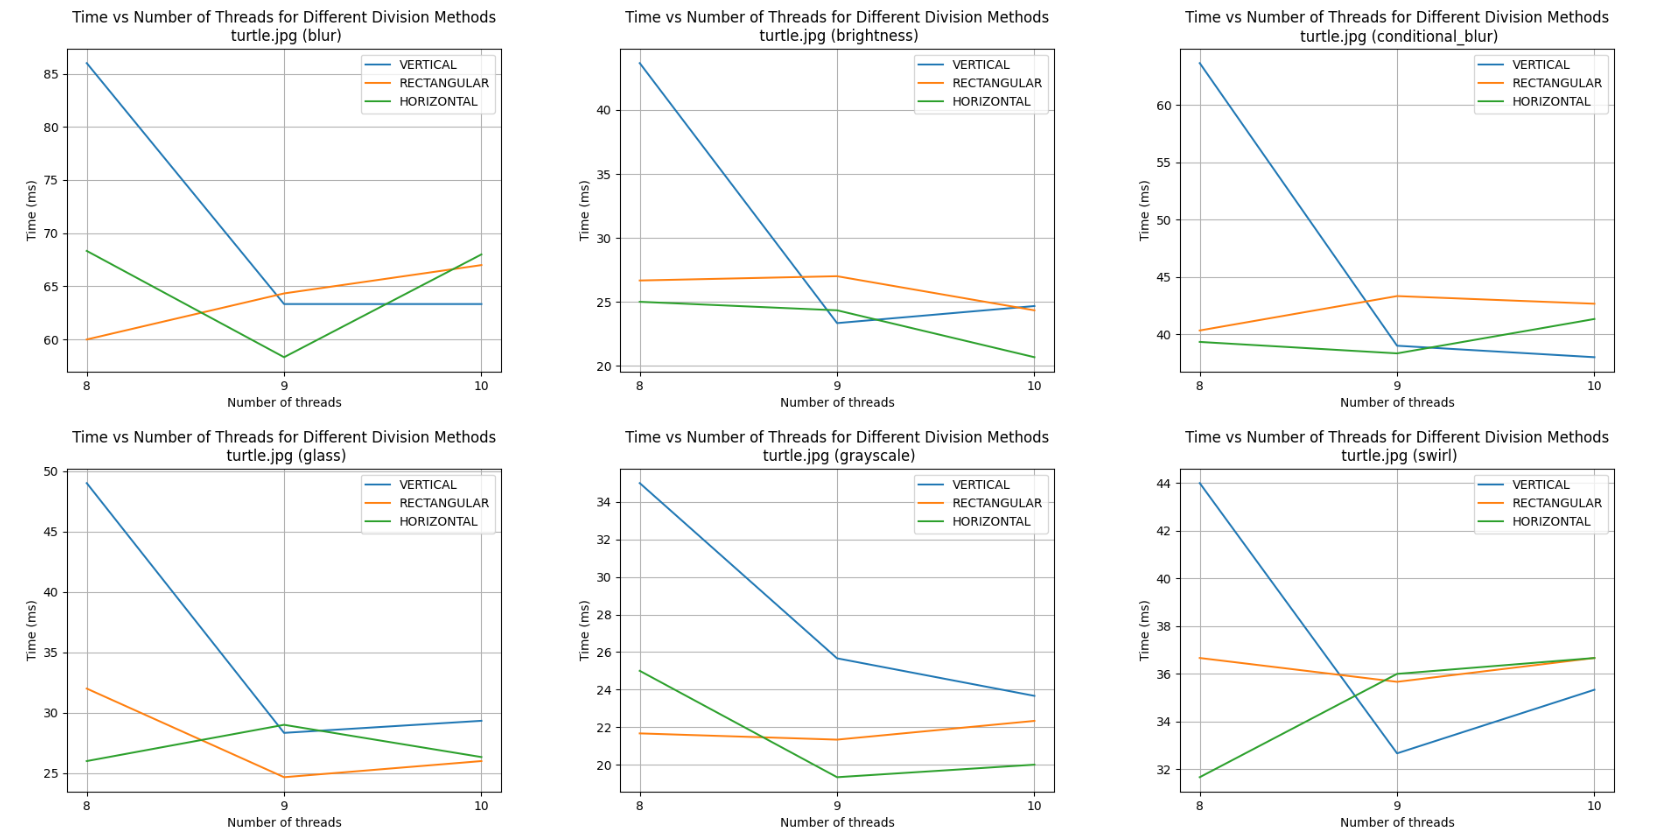 Time vs Number of Threads for Different Division Methods
turtle.jpg (blur)
VERTICAL
RECTANGULAR
HORIZONTAL
85
80
75
70
65
60
Time (ms)
8 9 10
Number of threads
Time vs Number of Threads for Different Division Methods
turtle.jpg (brightness)
VERTICAL
RECTANGULAR
HORIZONTAL
40
35
30
25
20
Time (ms)
8 9 10
Number of threads
Time vs Number of Threads for Different Division Methods
turtle.jpg (conditional_blur)
VERTICAL
RECTANGULAR
HORIZONTAL
60
55
50
45
40
Time (ms)
8 9 10
Number of threads
Time vs Number of Threads for Different Division Methods
turtle.jpg (glass)
VERTICAL
RECTANGULAR
HORIZONTAL
50
45
40
35
30
25
Time (ms)
8 9 10
Number of threads
Time vs Number of Threads for Different Division Methods
turtle.jpg (grayscale)
VERTICAL
RECTANGULAR
HORIZONTAL
34
32
30
28
26
24
22
20
Time (ms)
8 9 10
Number of threads
Time vs Number of Threads for Different Division Methods
turtle.jpg (swirl)
VERTICAL
RECTANGULAR
HORIZONTAL
44
42
40
38
36
34
32
Time (ms)
8 9 10
Number of threads